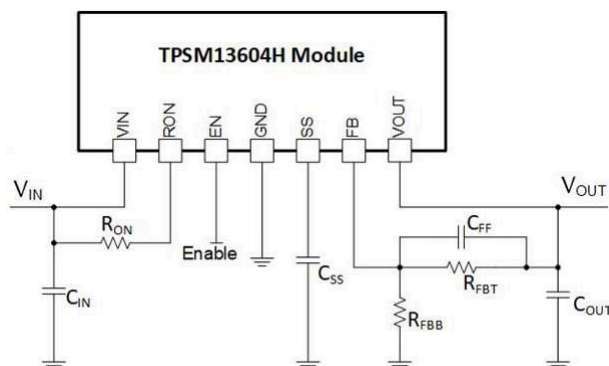 TPSM13604H Module
VIN
RON
EN
GND
SS
FB
VOUT
VIN
VOUT
RON
CFF
Enable
CSS
RFBT
CIN
RFBB
COUT